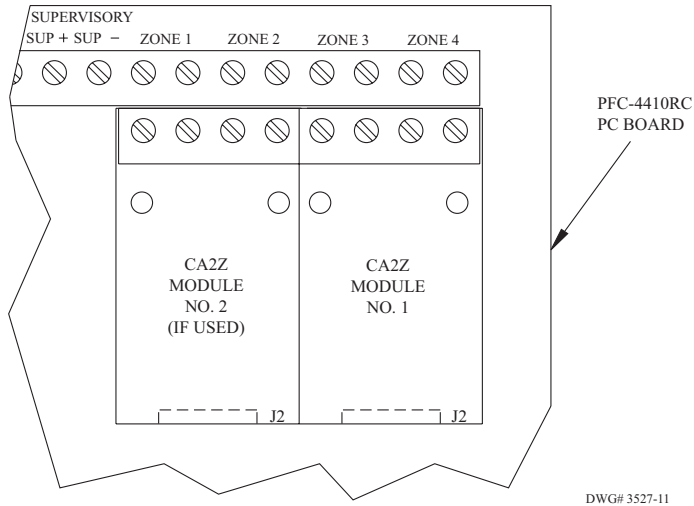 SUPERVISORY
SUP + SUP - ZONE 1 ZONE 2 ZONE 3 ZONE 4
PFC-4410RC
PC BOARD
CA2Z
MODULE
NO. 2
(IF USED)
J2
CA2Z
MODULE
NO. 1
J2
DWG# 3527-11